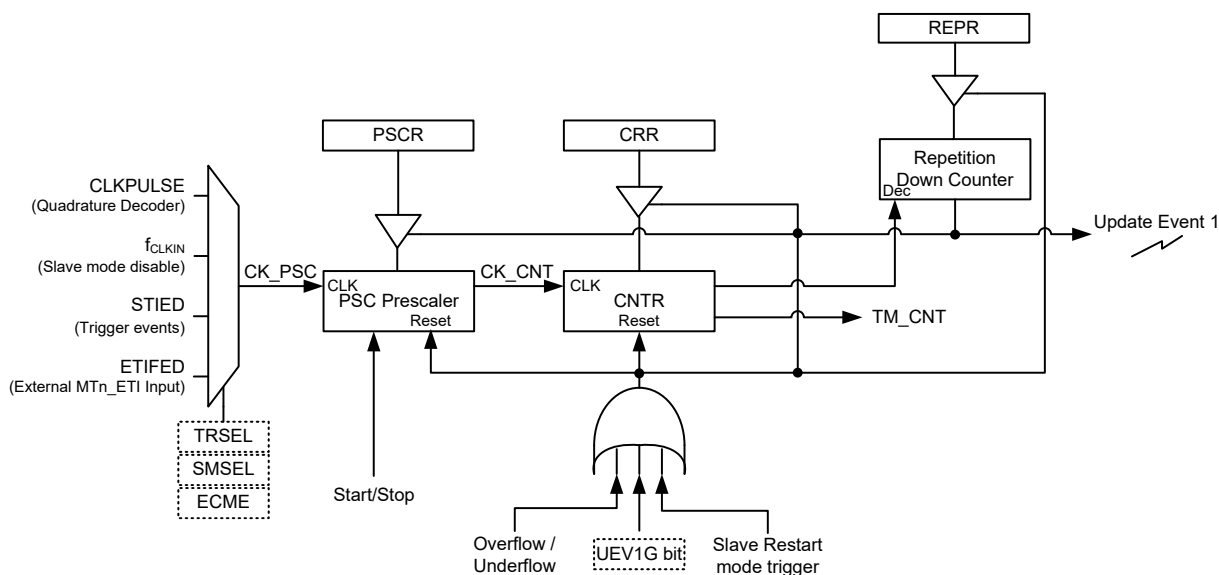 REPR
PSCR
CRR
Repetition
Down Counter
Dec
CLKPULSE
(Quadrature Decoder)
Update Event 1
fCLKIN
(Slave mode disable)
CK_PSC
CLK
PSC Prescaler
Reset
CK_CNT
CLK
CNTR
Reset
STIED
(Trigger events)
TM_CNT
ETIFED
(External MTn_ETI Input)
TRSEL
SMSEL
ECME
Start/Stop
Overflow /
Underflow
UEV1G bit
Slave Restart
mode trigger